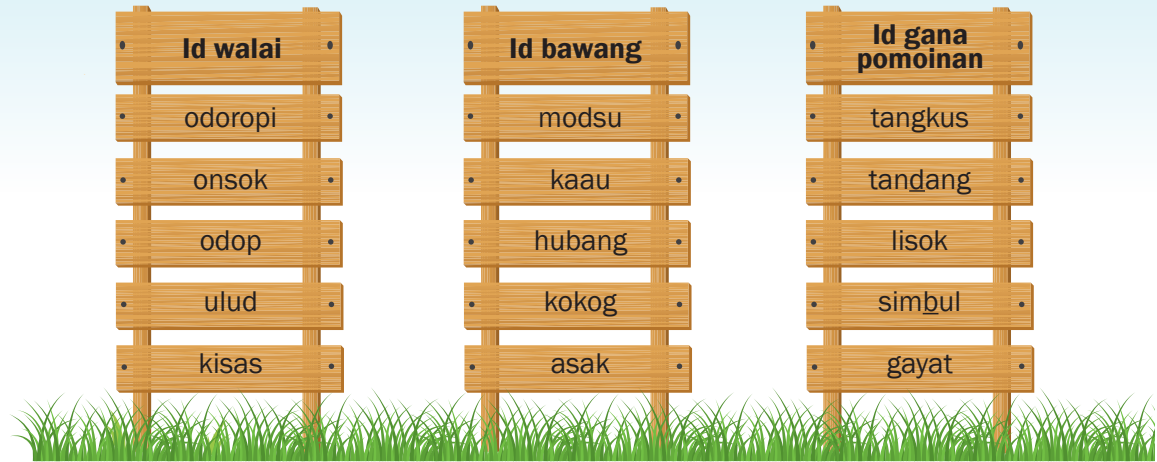 Id walai
odoropi
onsok
odop
ulud
kisas
Id bawang
modsu
kaau
hubang
kokog
asak
Id gana
pomoinan
tangkus
tandang
lisok
simbul
gayat